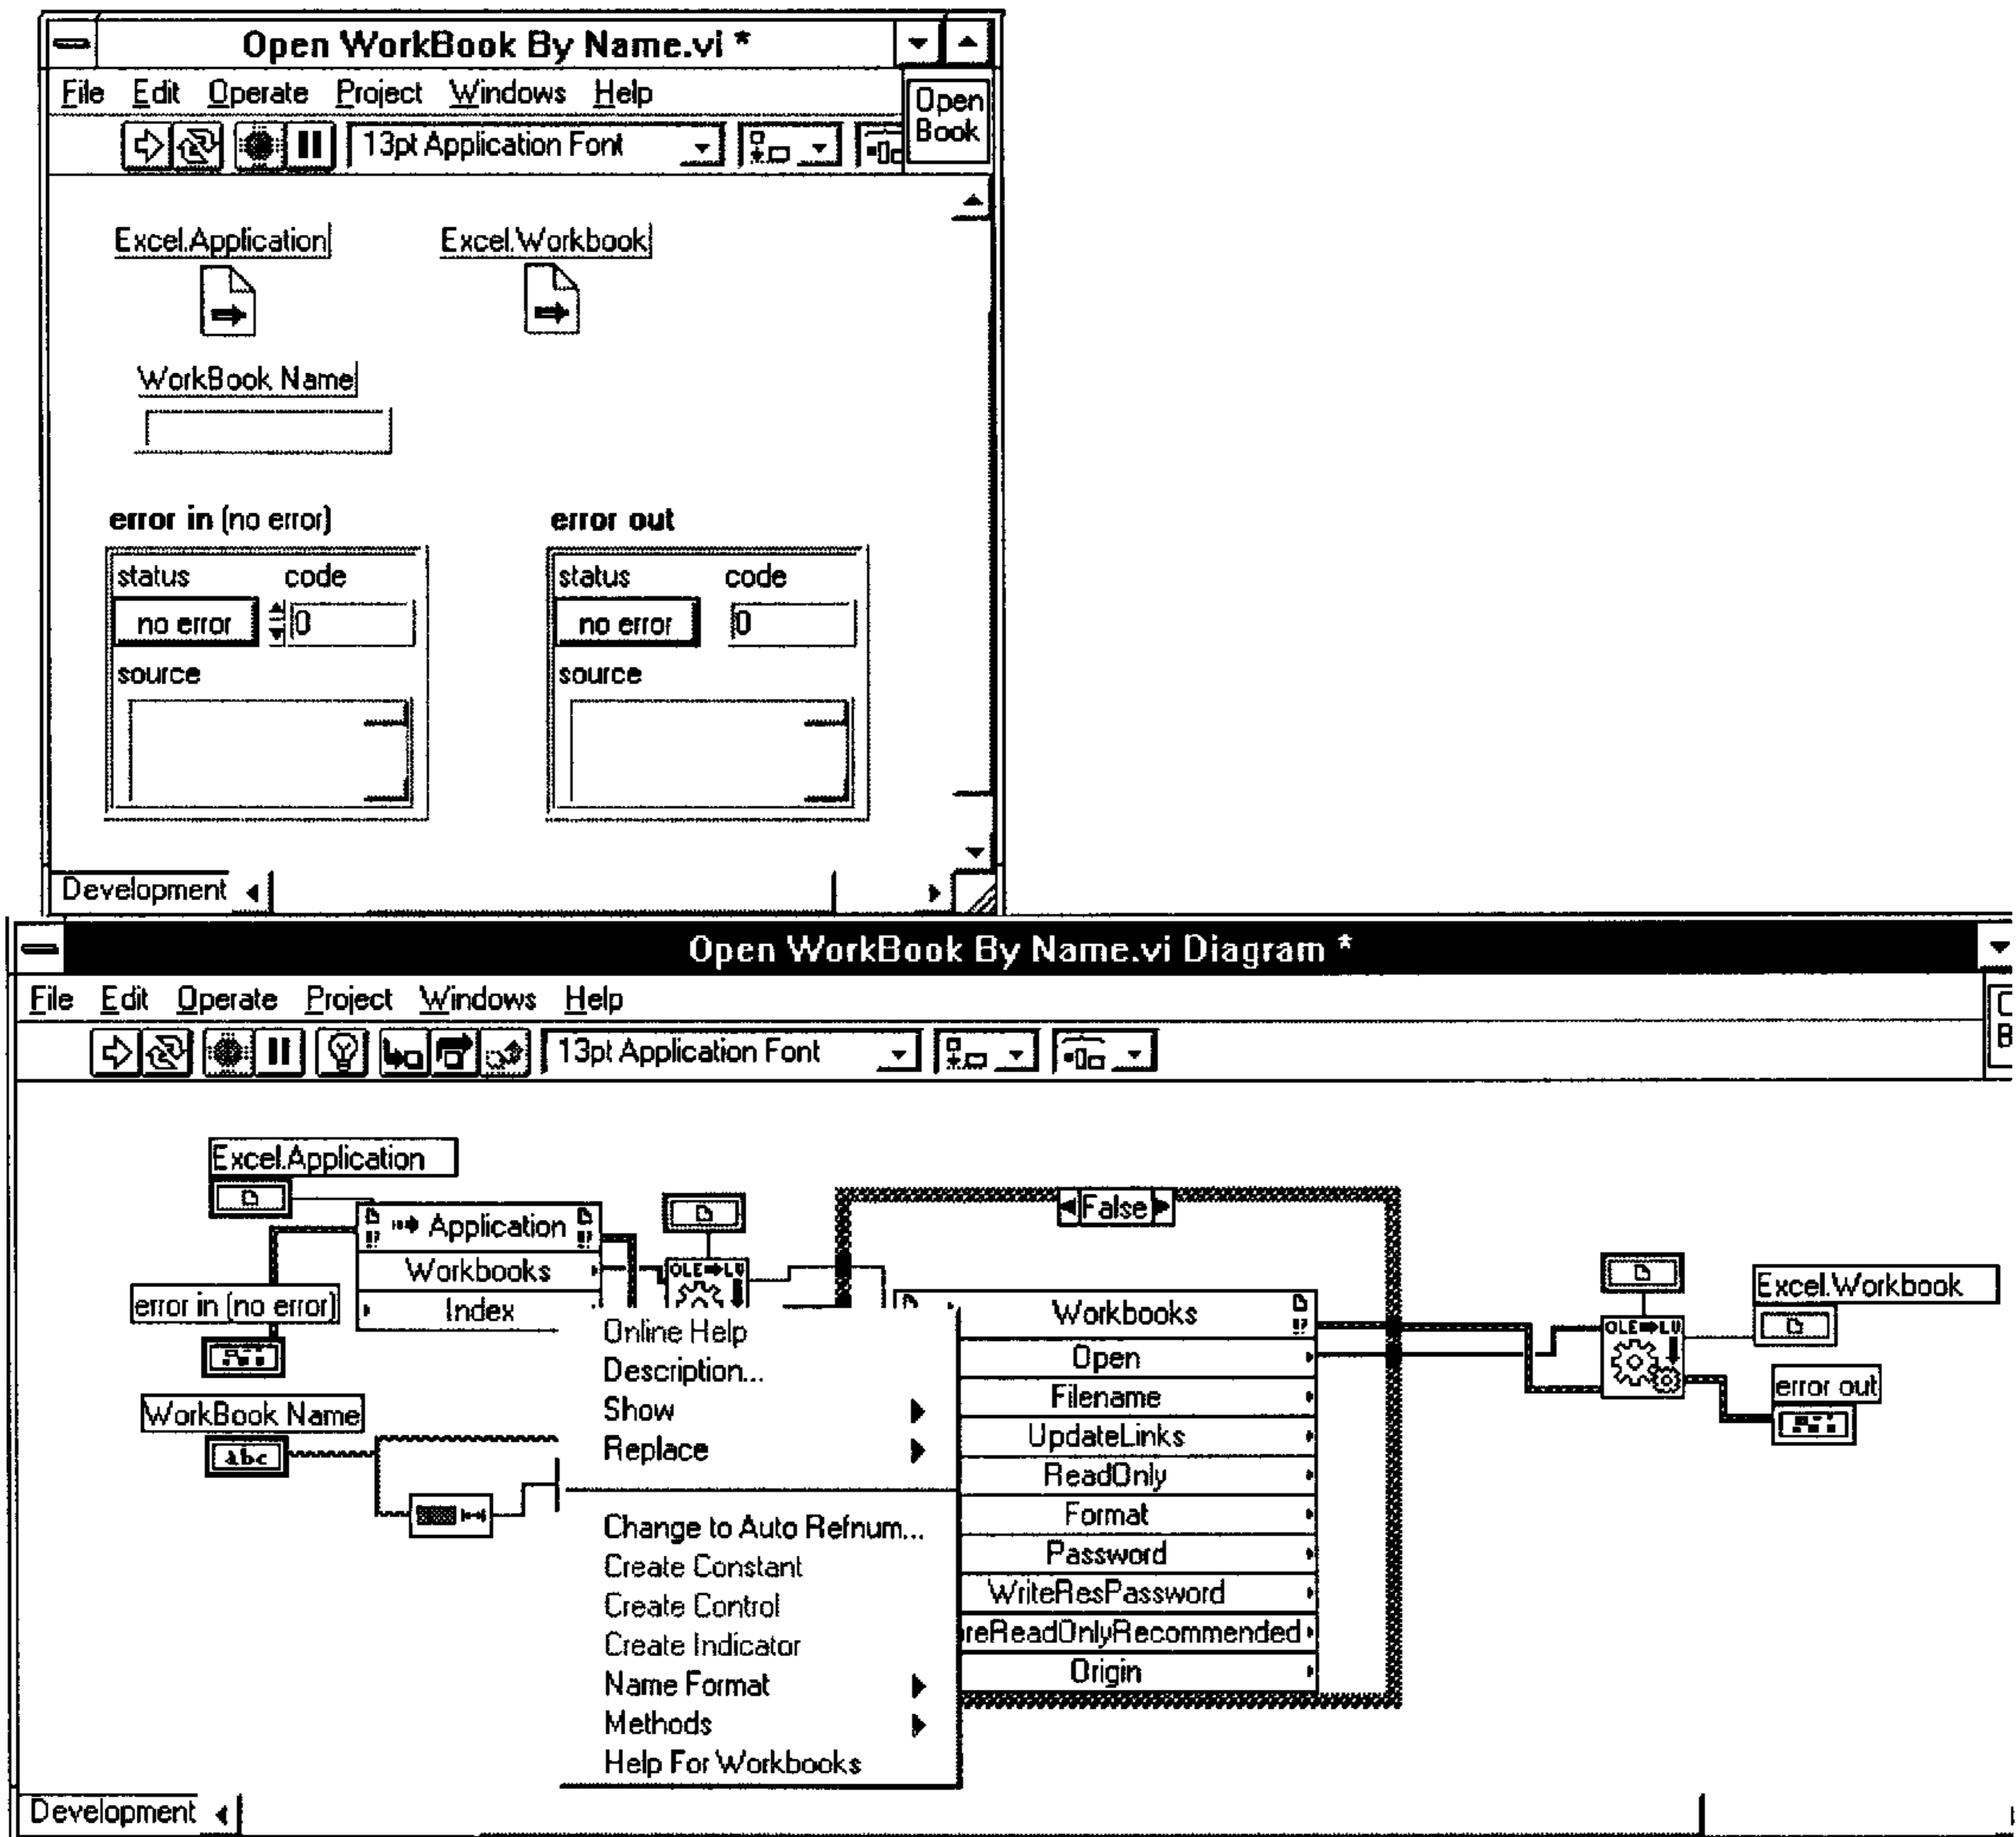 Open WorkBook By Name.vi *
File Edit Operate Project Windows Help
Open
Book
13pt Application Font
Excel.Application
Excel.Workbook
WorkBook Name
error in (no error)
error out
status code
no error 0
source
status code
no error 0
source
Development
Open WorkBook By Name.vi Diagram *
File Edit Operate Project Windows Help
13pt Application Font
Excel.Application
Application
Workbooks
Index
error in (no error)
WorkBook Name
abc
OLE LV
False
Online Help
Description...
Show
Replace
Change to Auto Refnum...
Create Constant
Create Control
Create Indicator
Name Format
Methods
Help For Workbooks
Workbooks
Open
Filename
UpdateLinks
ReadOnly
Format
Password
WriteResPassword
reReadOnlyRecommended
Origin
OLE LV
Excel.Workbook
error out
Development